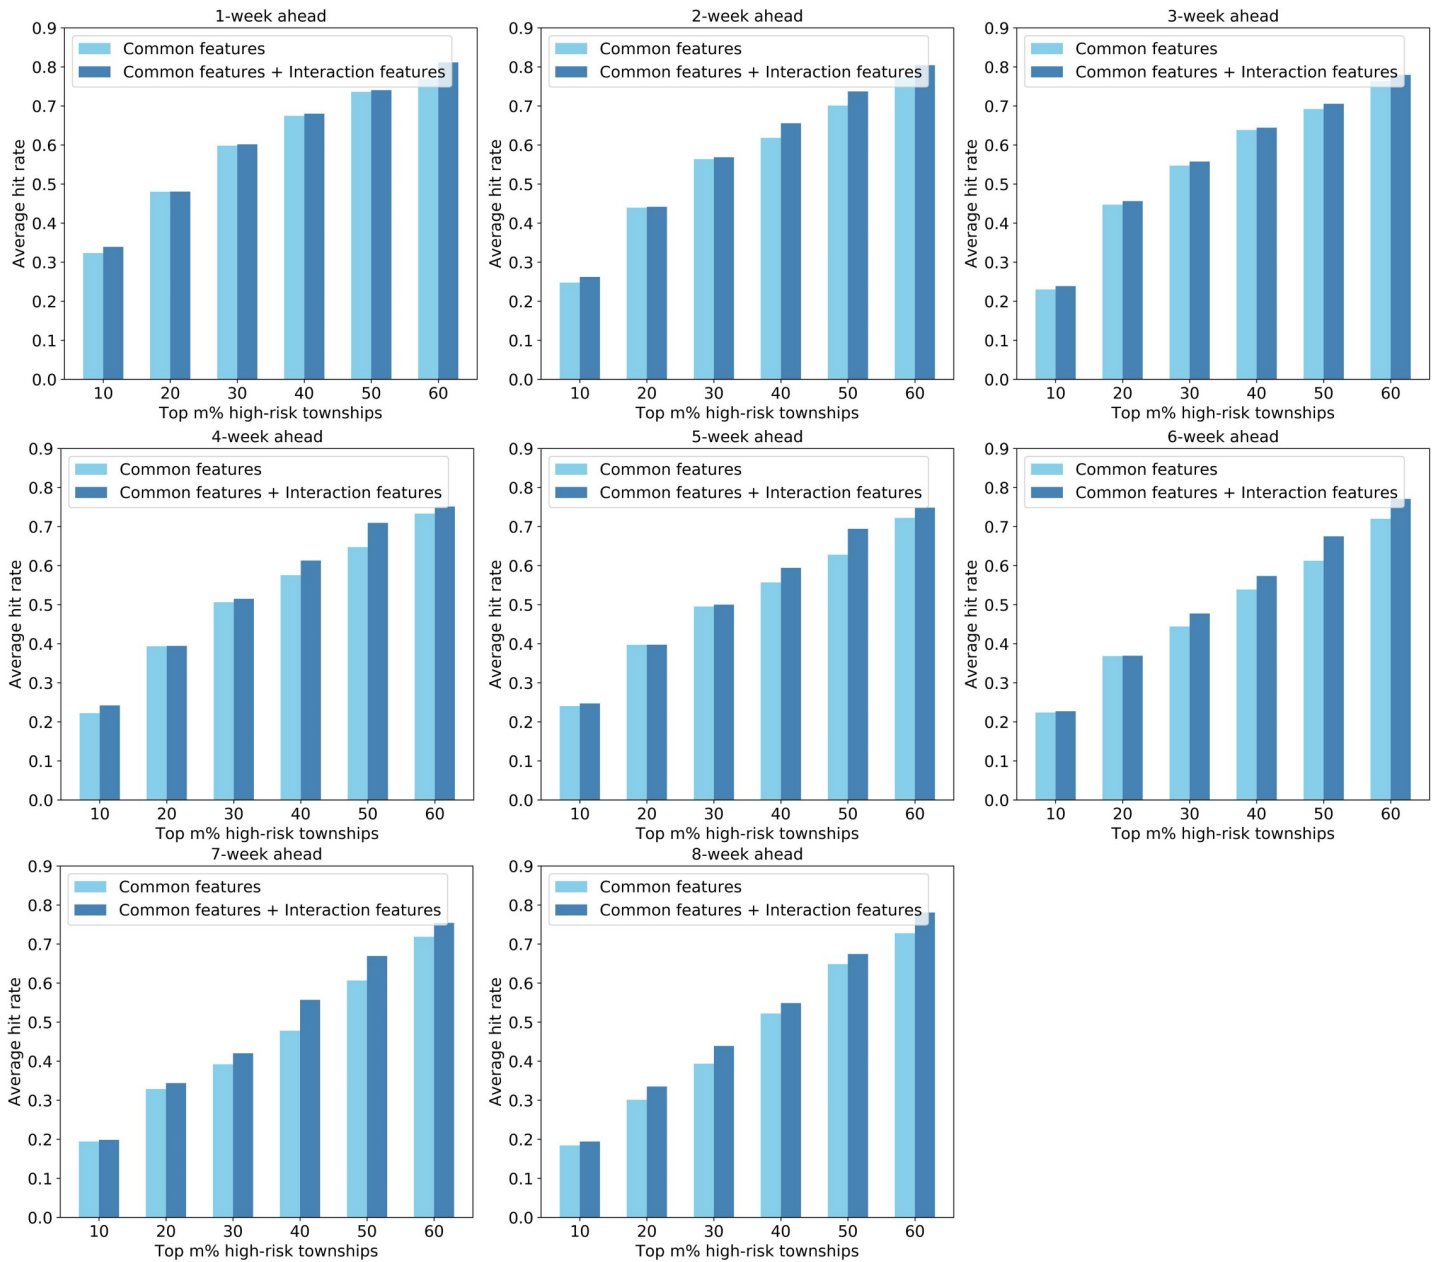 1-week ahead
Common features
Common features + Interaction features
Average hit rate
0.9
0.8
0.7
0.6
0.5
0.4
0.3
0.2
0.1
0.0
10 20 30 40 50 60
Top m% high-risk townships
2-week ahead
Common features
Common features + Interaction features
Average hit rate
0.9
0.8
0.7
0.6
0.5
0.4
0.3
0.2
0.1
0.0
10 20 30 40 50 60
Top m% high-risk townships
3-week ahead
Common features
Common features + Interaction features
Average hit rate
0.9
0.8
0.7
0.6
0.5
0.4
0.3
0.2
0.1
0.0
10 20 30 40 50 60
Top m% high-risk townships
4-week ahead
Common features
Common features + Interaction features
Average hit rate
0.9
0.8
0.7
0.6
0.5
0.4
0.3
0.2
0.1
0.0
10 20 30 40 50 60
Top m% high-risk townships
5-week ahead
Common features
Common features + Interaction features
Average hit rate
0.9
0.8
0.7
0.6
0.5
0.4
0.3
0.2
0.1
0.0
10 20 30 40 50 60
Top m% high-risk townships
6-week ahead
Common features
Common features + Interaction features
Average hit rate
0.9
0.8
0.7
0.6
0.5
0.4
0.3
0.2
0.1
0.0
10 20 30 40 50 60
Top m% high-risk townships
7-week ahead
Common features
Common features + Interaction features
Average hit rate
0.9
0.8
0.7
0.6
0.5
0.4
0.3
0.2
0.1
0.0
10 20 30 40 50 60
Top m% high-risk townships
8-week ahead
Common features
Common features + Interaction features
Average hit rate
0.9
0.8
0.7
0.6
0.5
0.4
0.3
0.2
0.1
0.0
10 20 30 40 50 60
Top m% high-risk townships